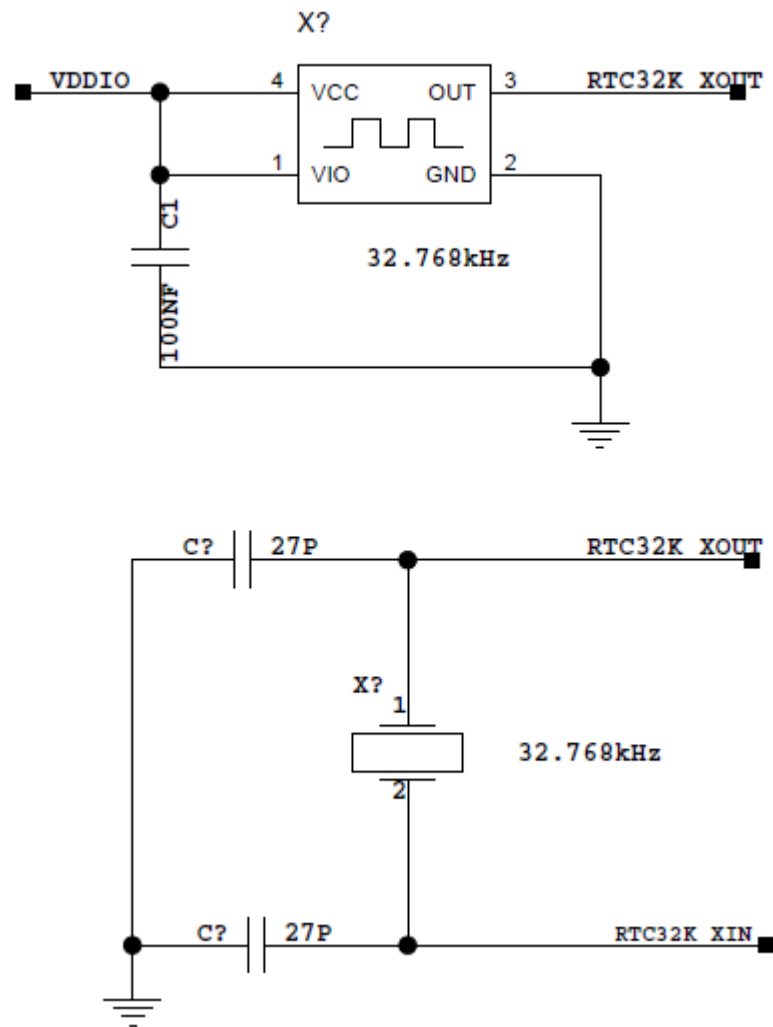 X?
VDDIO 4 VCC OUT 3 RTC32K XOUT
1 VIO GND 2
C1
100NF
32.768kHz
C? 27P RTC32K XOUT
X?
1
32.768kHz
2
C? 27P RTC32K XIN